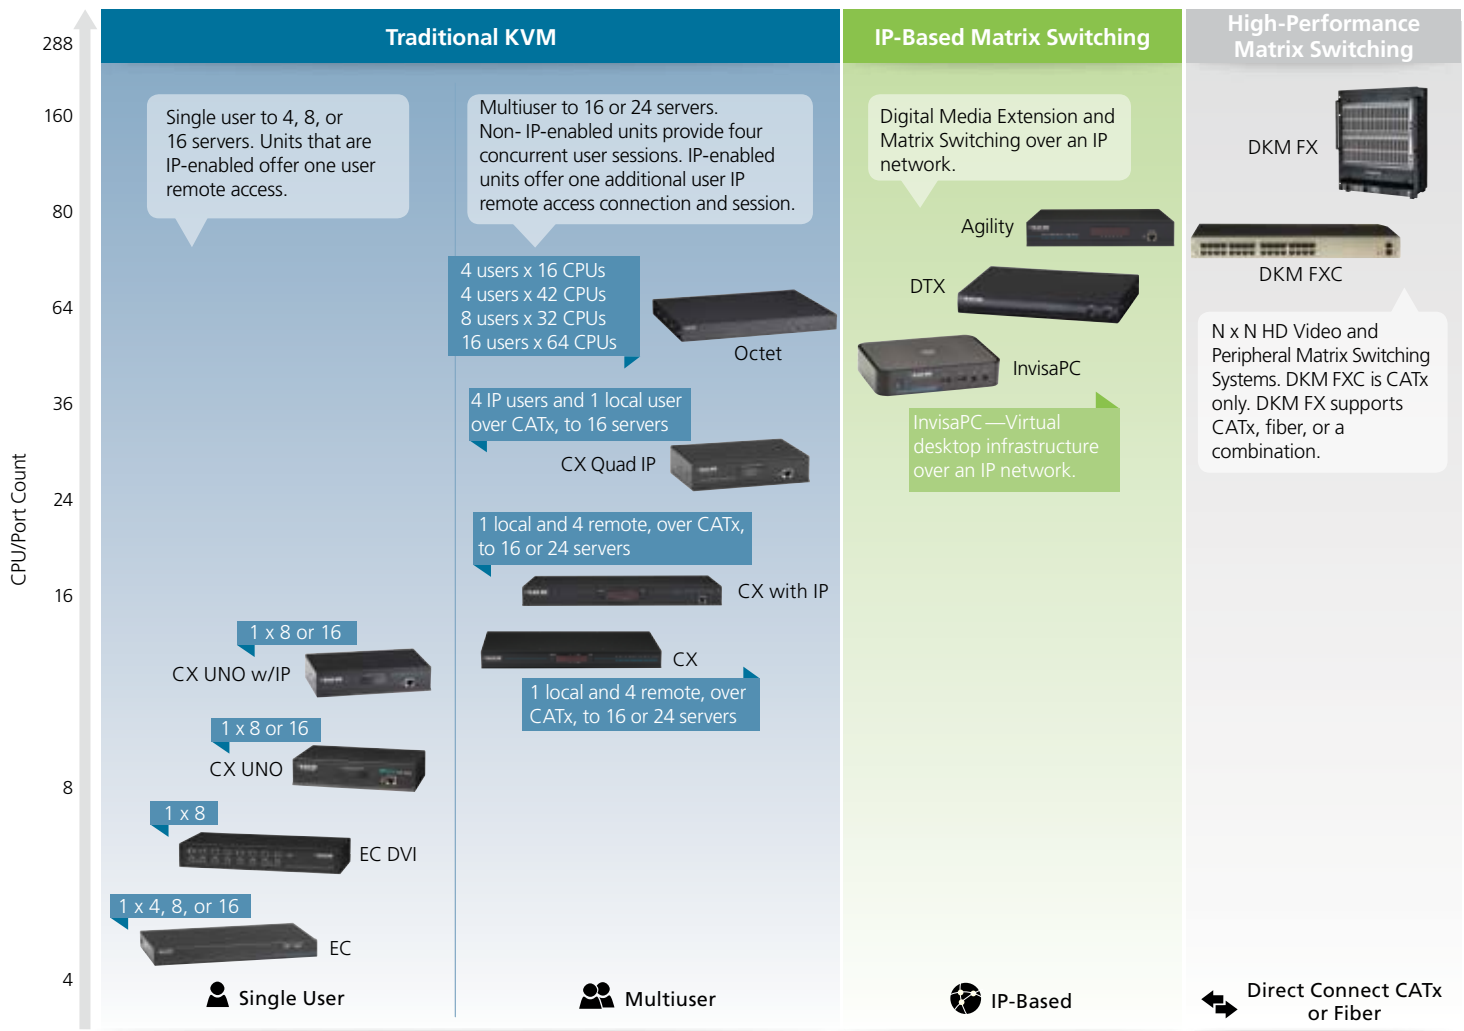 Traditional KVM
IP-Based Matrix Switching
High-Performance
Matrix Switching
CPU/Port Count
288
160
80
64
36
24
16
8
4
Single user to 4, 8, or
16 servers. Units that are
IP-enabled offer one user
remote access.
1 x 8 or 16
CX UNO w/IP
1 x 8 or 16
CX UNO
1 x 8
EC DVI
1 x 4, 8, or 16
EC
Single User
Multiuser to 16 or 24 servers.
Non- IP-enabled units provide four
concurrent user sessions. IP-enabled
units offer one additional user IP
remote access connection and session.
4 users x 16 CPUs
4 users x 42 CPUs
8 users x 32 CPUs
16 users x 64 CPUs
Octet
4 IP users and 1 local user
over CATx, to 16 servers
CX Quad IP
1 local and 4 remote, over CATx,
to 16 or 24 servers
CX with IP
CX
1 local and 4 remote, over
CATx, to 16 or 24 servers
Multiuser
Digital Media Extension and
Matrix Switching over an IP
network.
Agility
DTX
InvisaPC
InvisaPC—Virtual
desktop infrastructure
over an IP network.
IP-Based
DKM FX
DKM FXC
N x N HD Video and
Peripheral Matrix Switching
Systems. DKM FXC is CATx
only. DKM FX supports
CATx, fiber, or a
combination.
Direct Connect CATx
or Fiber